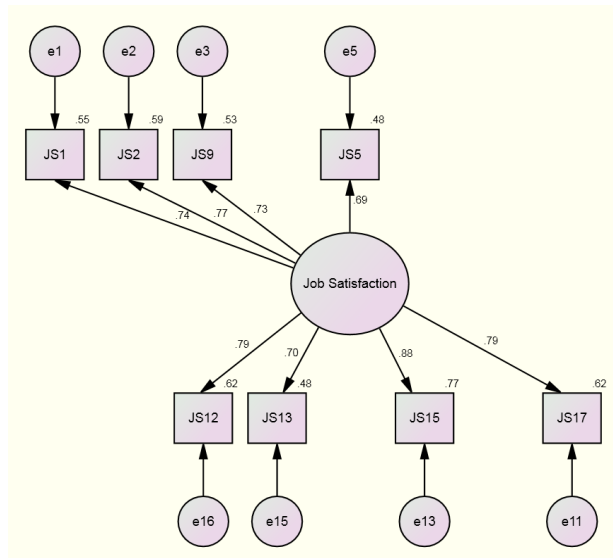 e1 e2 e3 e5
.55 .59 .53 .48
JS1 JS2 JS9 JS5
.74 .77 .73 .69
Job Satisfaction
.79 .70 .88 .79
.62 .48 .77 .62
JS12 JS13 JS15 JS17
e16 e15 e13 e11